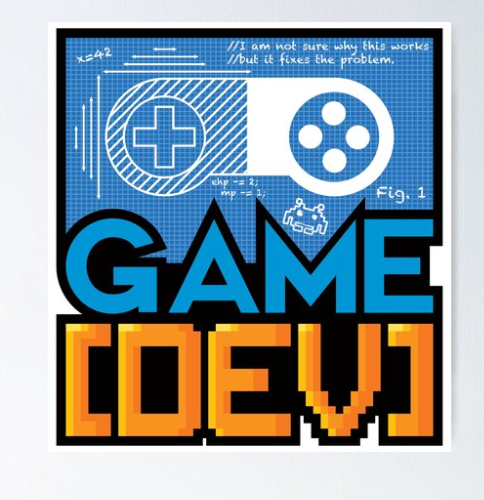 x=42
//I am not sure why this works
//but it fixes the problem.
ehp -= 2;
mp -= 1;
Fig. 1
GAME
[DEV]